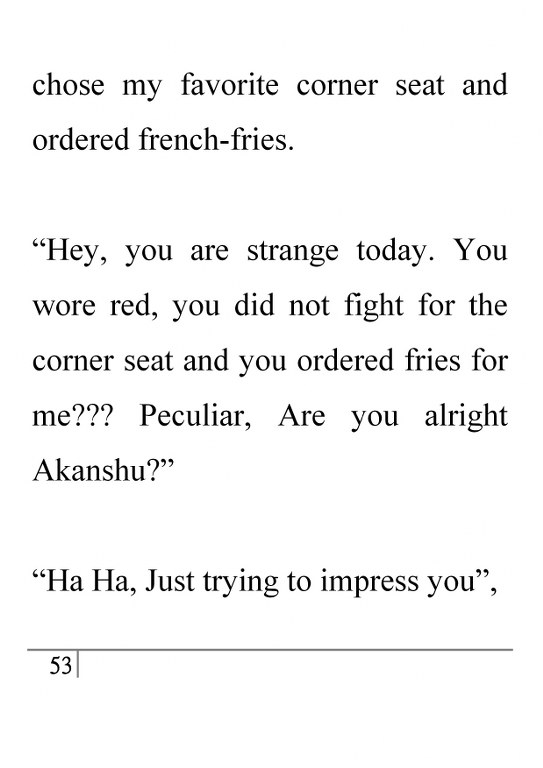 chose my favorite corner seat and
ordered french-fries.
“Hey, you are strange today. You
wore red, you did not fight for the
corner seat and you ordered fries for
me??? Peculiar, Are you alright
Akanshu?”
“Ha Ha, Just trying to impress you”,
53